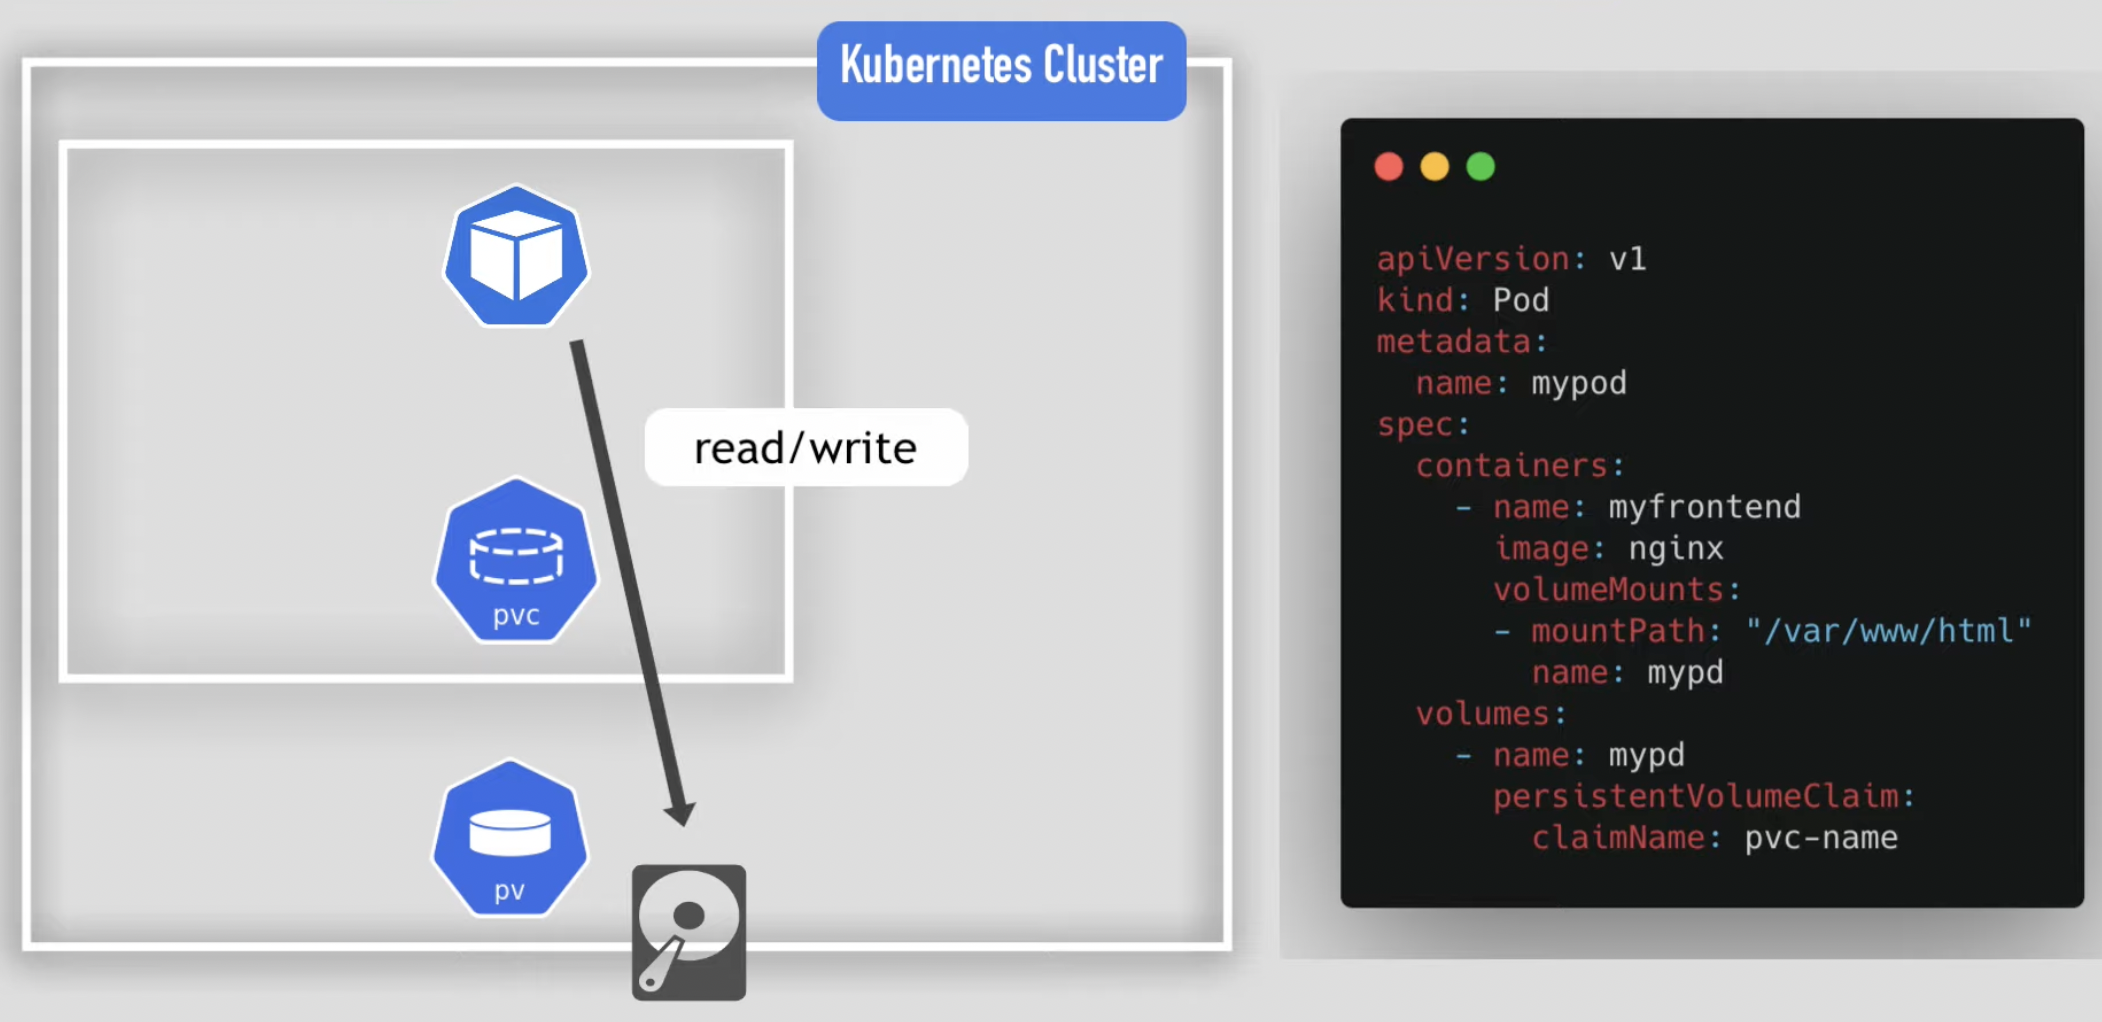 Kubernetes Cluster
read/write
pvc
pv
apiVersion: v1
kind: Pod
metadata:
  name: mypod
spec:
  containers:
    - name: myfrontend
      image: nginx
      volumeMounts:
      - mountPath: "/var/www/html"
        name: mypd
  volumes:
    - name: mypd
      persistentVolumeClaim:
        claimName: pvc-name